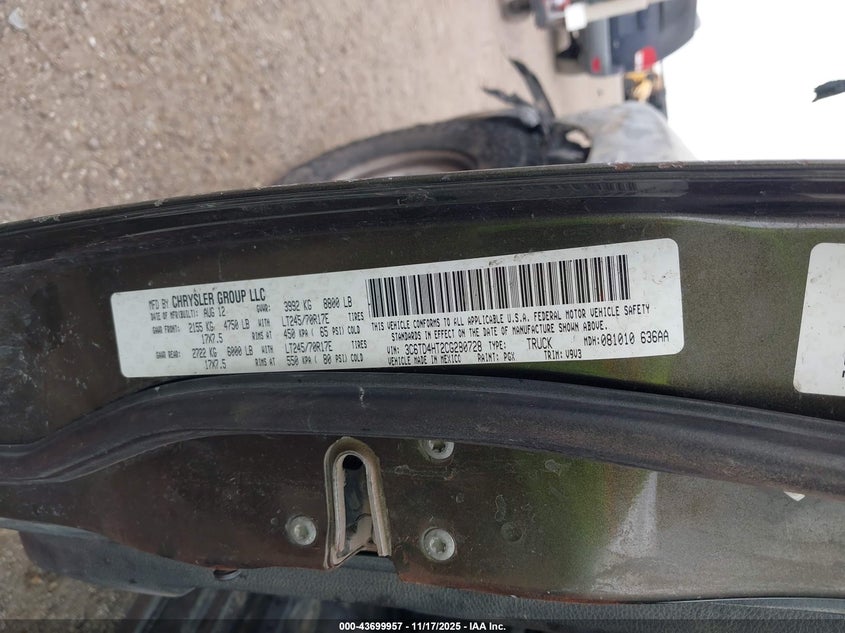 MFD BY CHRYSLER GROUP LLC
DATE OF MFR(BUILT): AUG 12 GVWR: 3992 KG 8800 LB
GAWR FRONT: 2155 KG 4750 LB WITH LT245/70R17E TIRES
17X7.5 RIMS AT 450 KPA (65 PSI) COLD
GAWR REAR: 2722 KG 6000 LB WITH LT245/70R17E TIRES
17X7.5 RIMS AT 550 KPA (80 PSI) COLD
THIS VEHICLE CONFORMS TO ALL APPLICABLE U.S.A. FEDERAL MOTOR VEHICLE SAFETY
STANDARDS IN EFFECT ON THE DATE OF MANUFACTURE SHOWN ABOVE.
VIN: 3C6TD4HT2CG290728 TYPE: TRUCK MDH: 081010 636AA
VEHICLE MADE IN MEXICO PAINT: PGX TRIM: V9V3
000-43699957 - 11/17/2025 - IAA Inc.